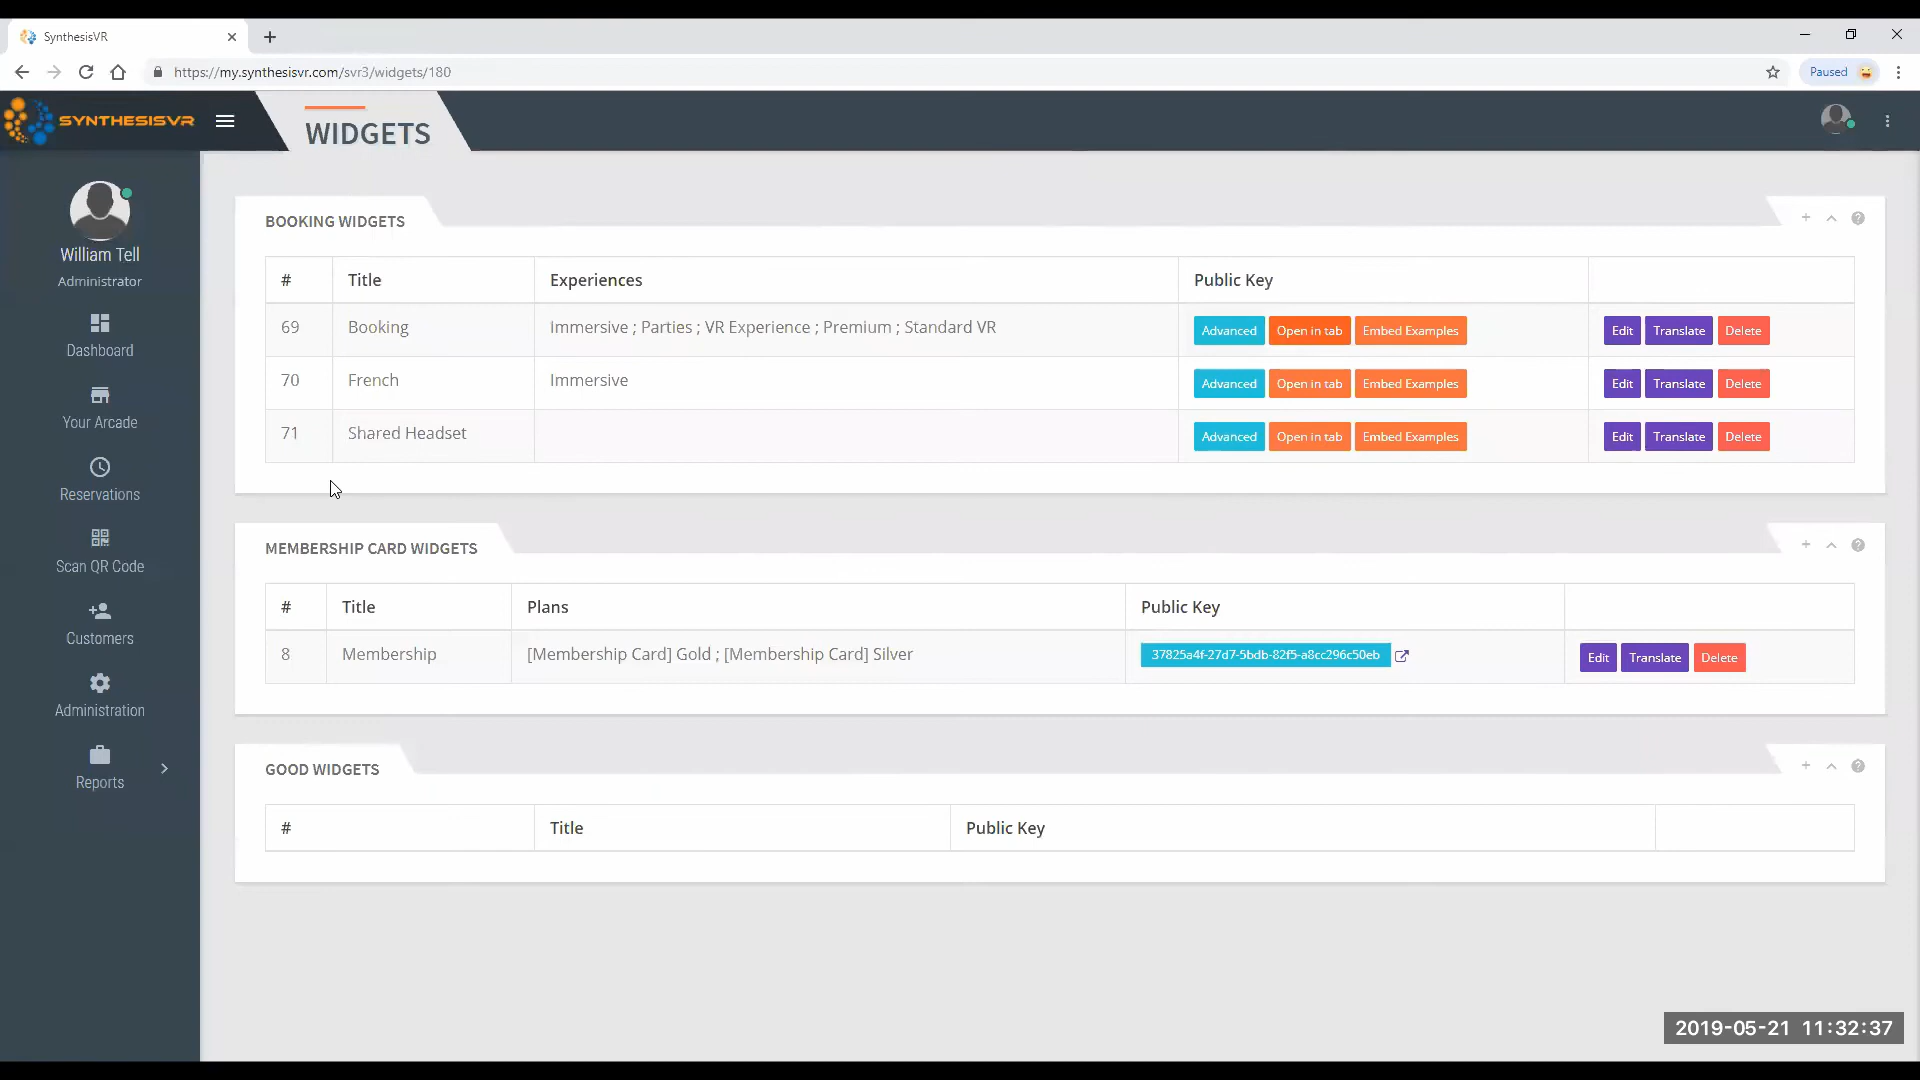 SynthesisVR
https://my.synthesisvr.com/svr3/widgets/180
Paused
SYNTHESISVR
WIDGETS
William Tell
Administrator
Dashboard
Your Arcade
Reservations
Scan QR Code
Customers
Administration
Reports
BOOKING WIDGETS
# Title Experiences Public Key
69 Booking Immersive ; Parties ; VR Experience ; Premium ; Standard VR Advanced Open in tab Embed Examples Edit Translate Delete
70 French Immersive Advanced Open in tab Embed Examples Edit Translate Delete
71 Shared Headset Advanced Open in tab Embed Examples Edit Translate Delete
MEMBERSHIP CARD WIDGETS
# Title Plans Public Key
8 Membership [Membership Card] Gold ; [Membership Card] Silver 37825a4f-27d7-5bdb-82f5-a8cc296c50eb Edit Translate Delete
GOOD WIDGETS
# Title Public Key
2019-05-21 11:32:37